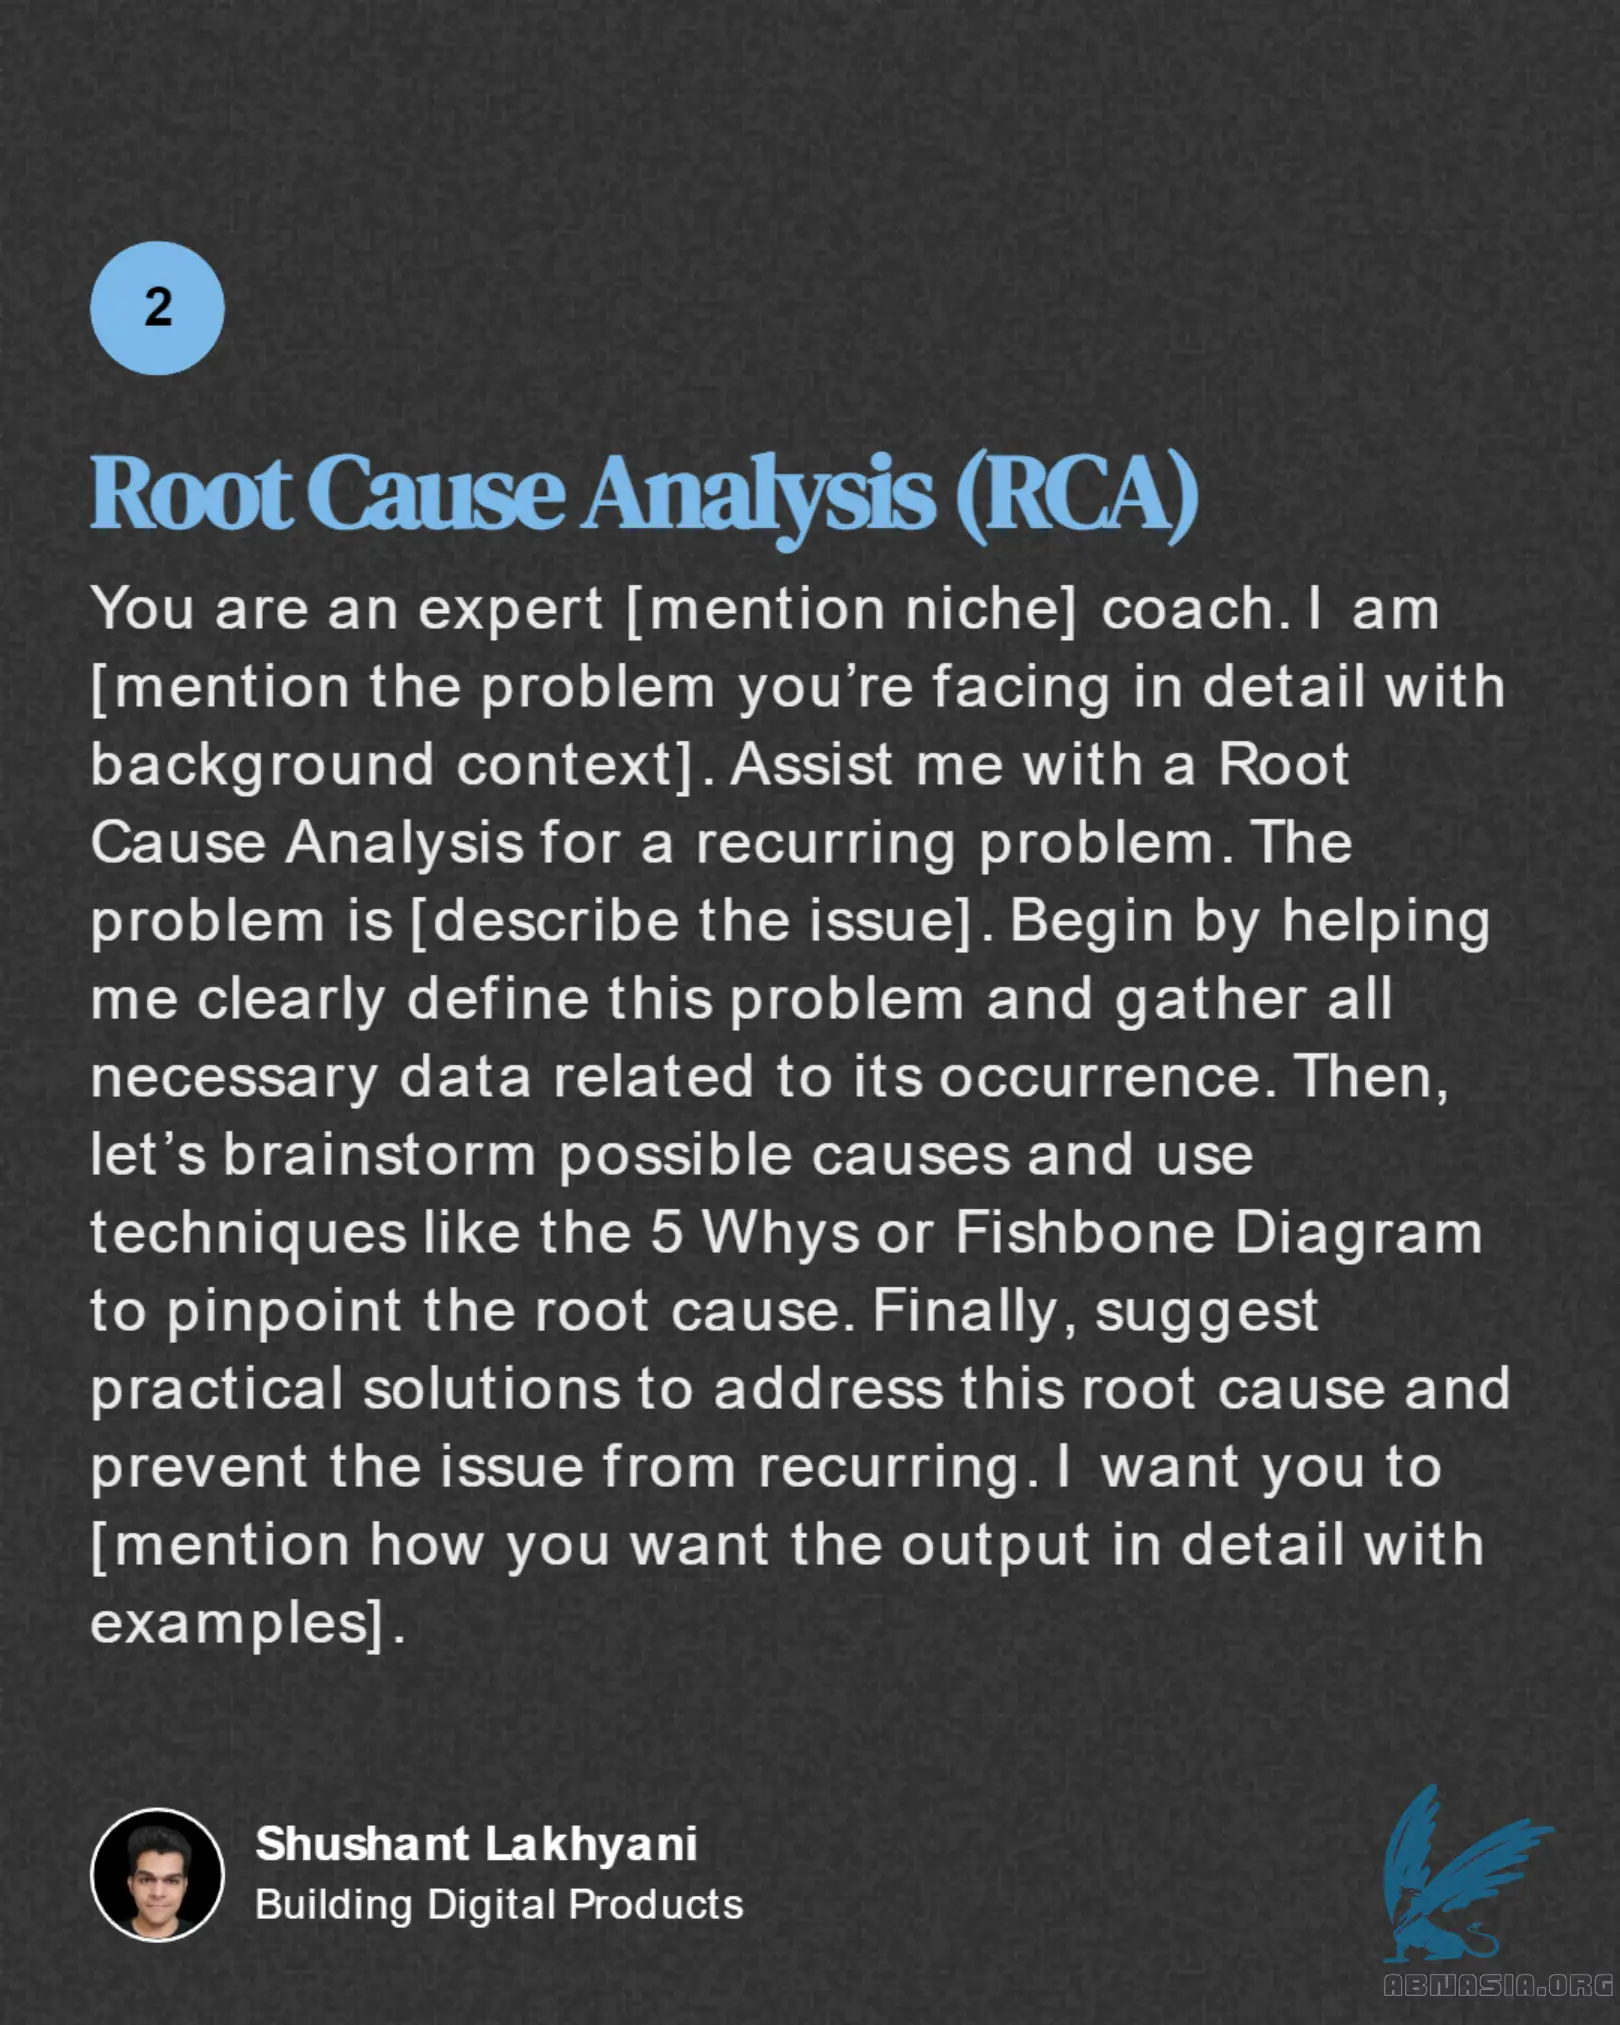 2
Root Cause Analysis (RCA)
You are an expert [mention niche] coach. I am
[mention the problem you’re facing in detail with
background context]. Assist me with a Root
Cause Analysis for a recurring problem. The
problem is [describe the issue]. Begin by helping
me clearly define this problem and gather all
necessary data related to its occurrence. Then,
let’s brainstorm possible causes and use
techniques like the 5 Whys or Fishbone Diagram
to pinpoint the root cause. Finally, suggest
practical solutions to address this root cause and
prevent the issue from recurring. I want you to
[mention how you want the output in detail with
examples].
Shushant Lakhyani
Building Digital Products
ABNASIA.ORG